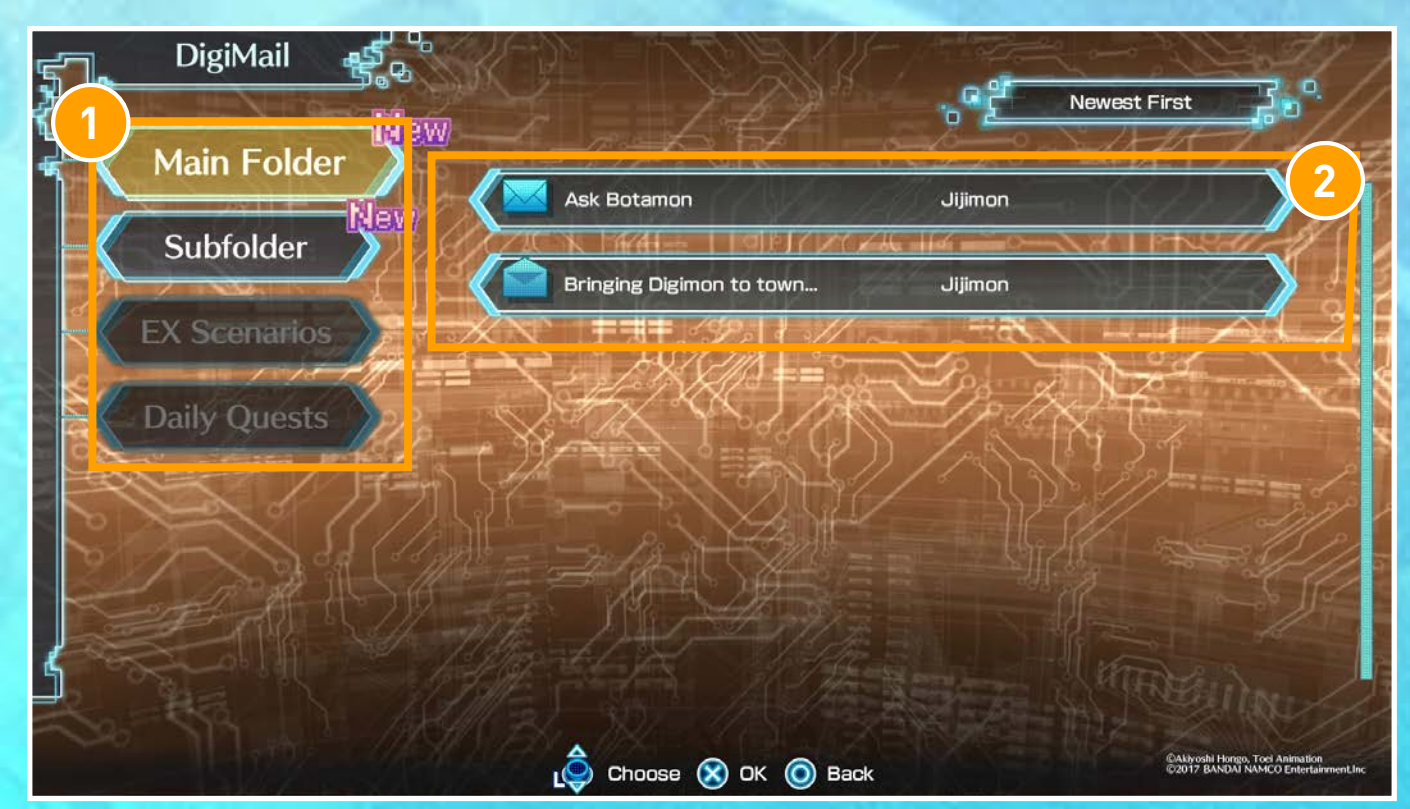 DigiMail
Newest First
1
New
Main Folder
New
Subfolder
EX Scenarios
Daily Quests
2
Ask Botamon Jijimon
Bringing Digimon to town... Jijimon
L Choose OK Back
©Akiyoshi Hongo, Toei Animation
©2017 BANDAI NAMCO Entertainment.Inc